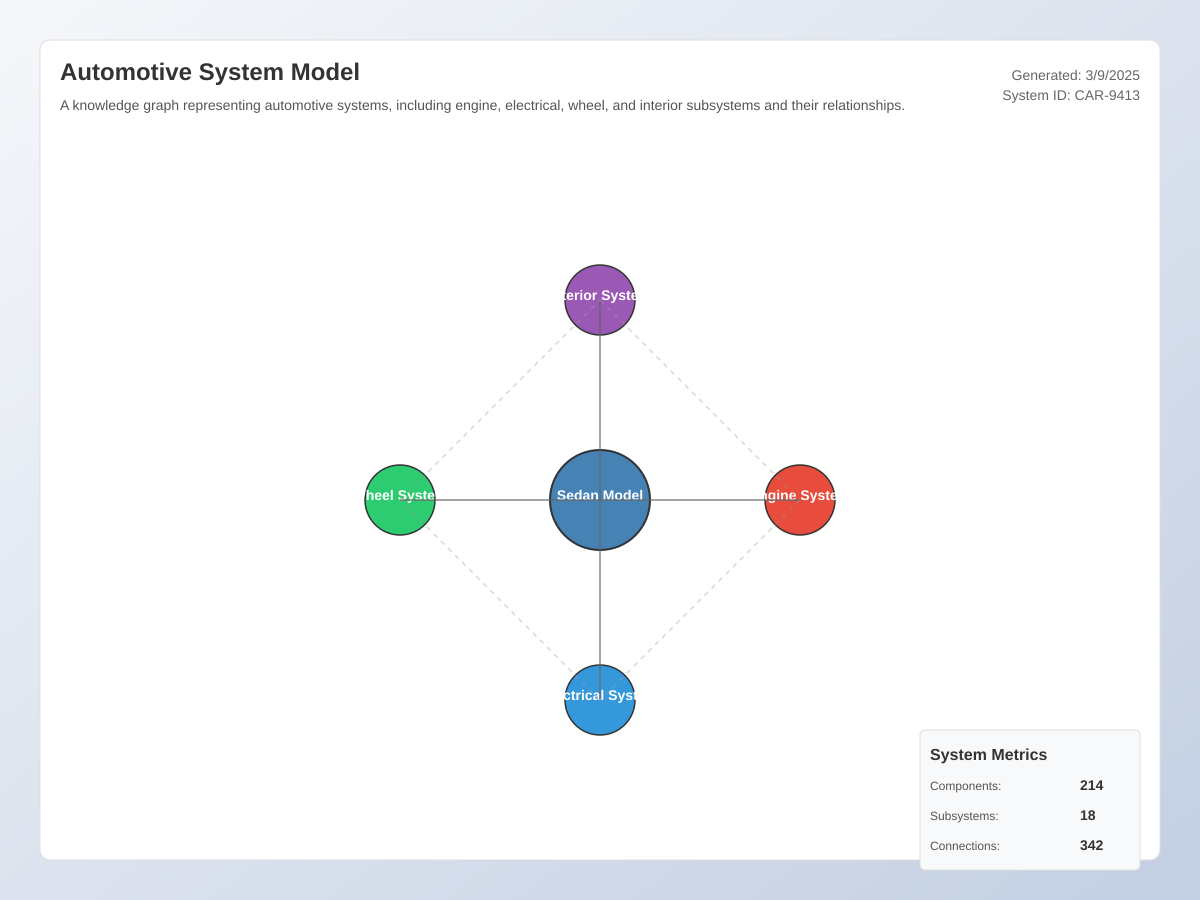 Automotive System Model
Generated: 3/9/2025
A knowledge graph representing automotive systems, including engine, electrical, wheel, and interior subsystems and their relationships.
System ID: CAR-9413
terior Syste
heel Syste
Sedan Model
ngine Syste
ctrical Syst
System Metrics
Components: 214
Subsystems: 18
Connections: 342